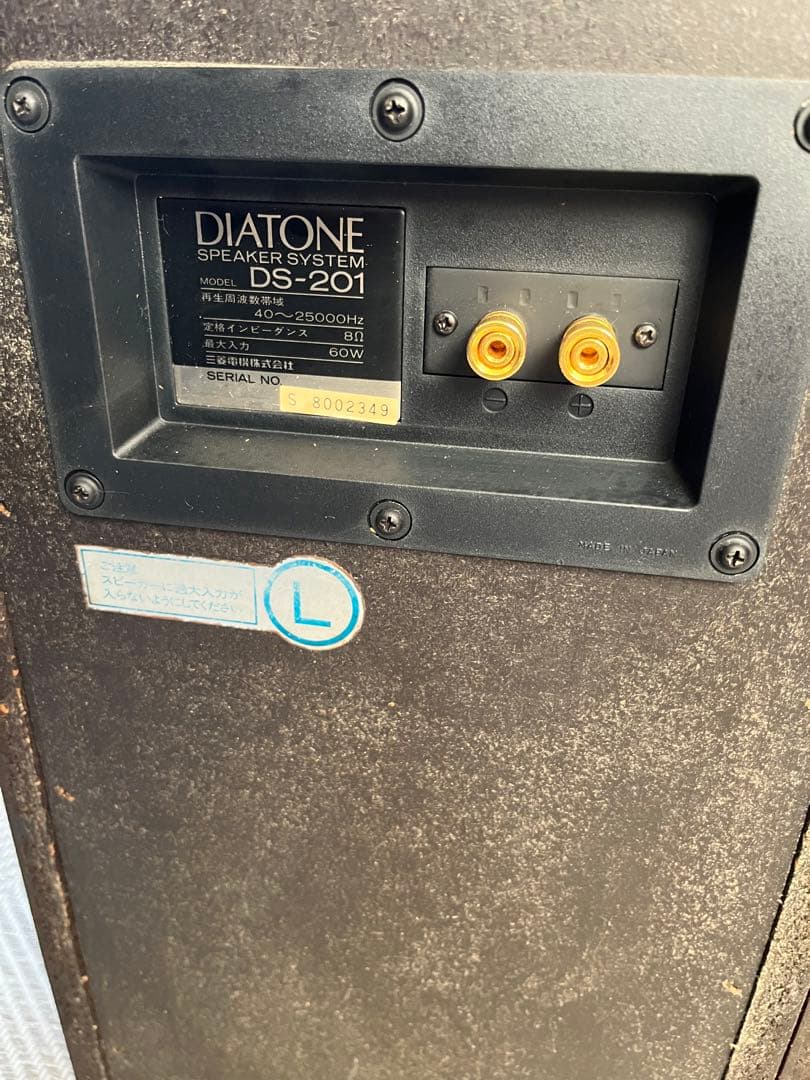 DIATONE
SPEAKER SYSTEM
MODEL DS-201
再生周波数帯域
40〜25000Hz
定格インピーダンス 8Ω
最大入力 60W
三菱電機株式会社
SERIAL NO.
S 8002349
⊖ ⊕
MADE IN JAPAN
ご注意
スピーカーに過大入力が
入らないようにしてください
L